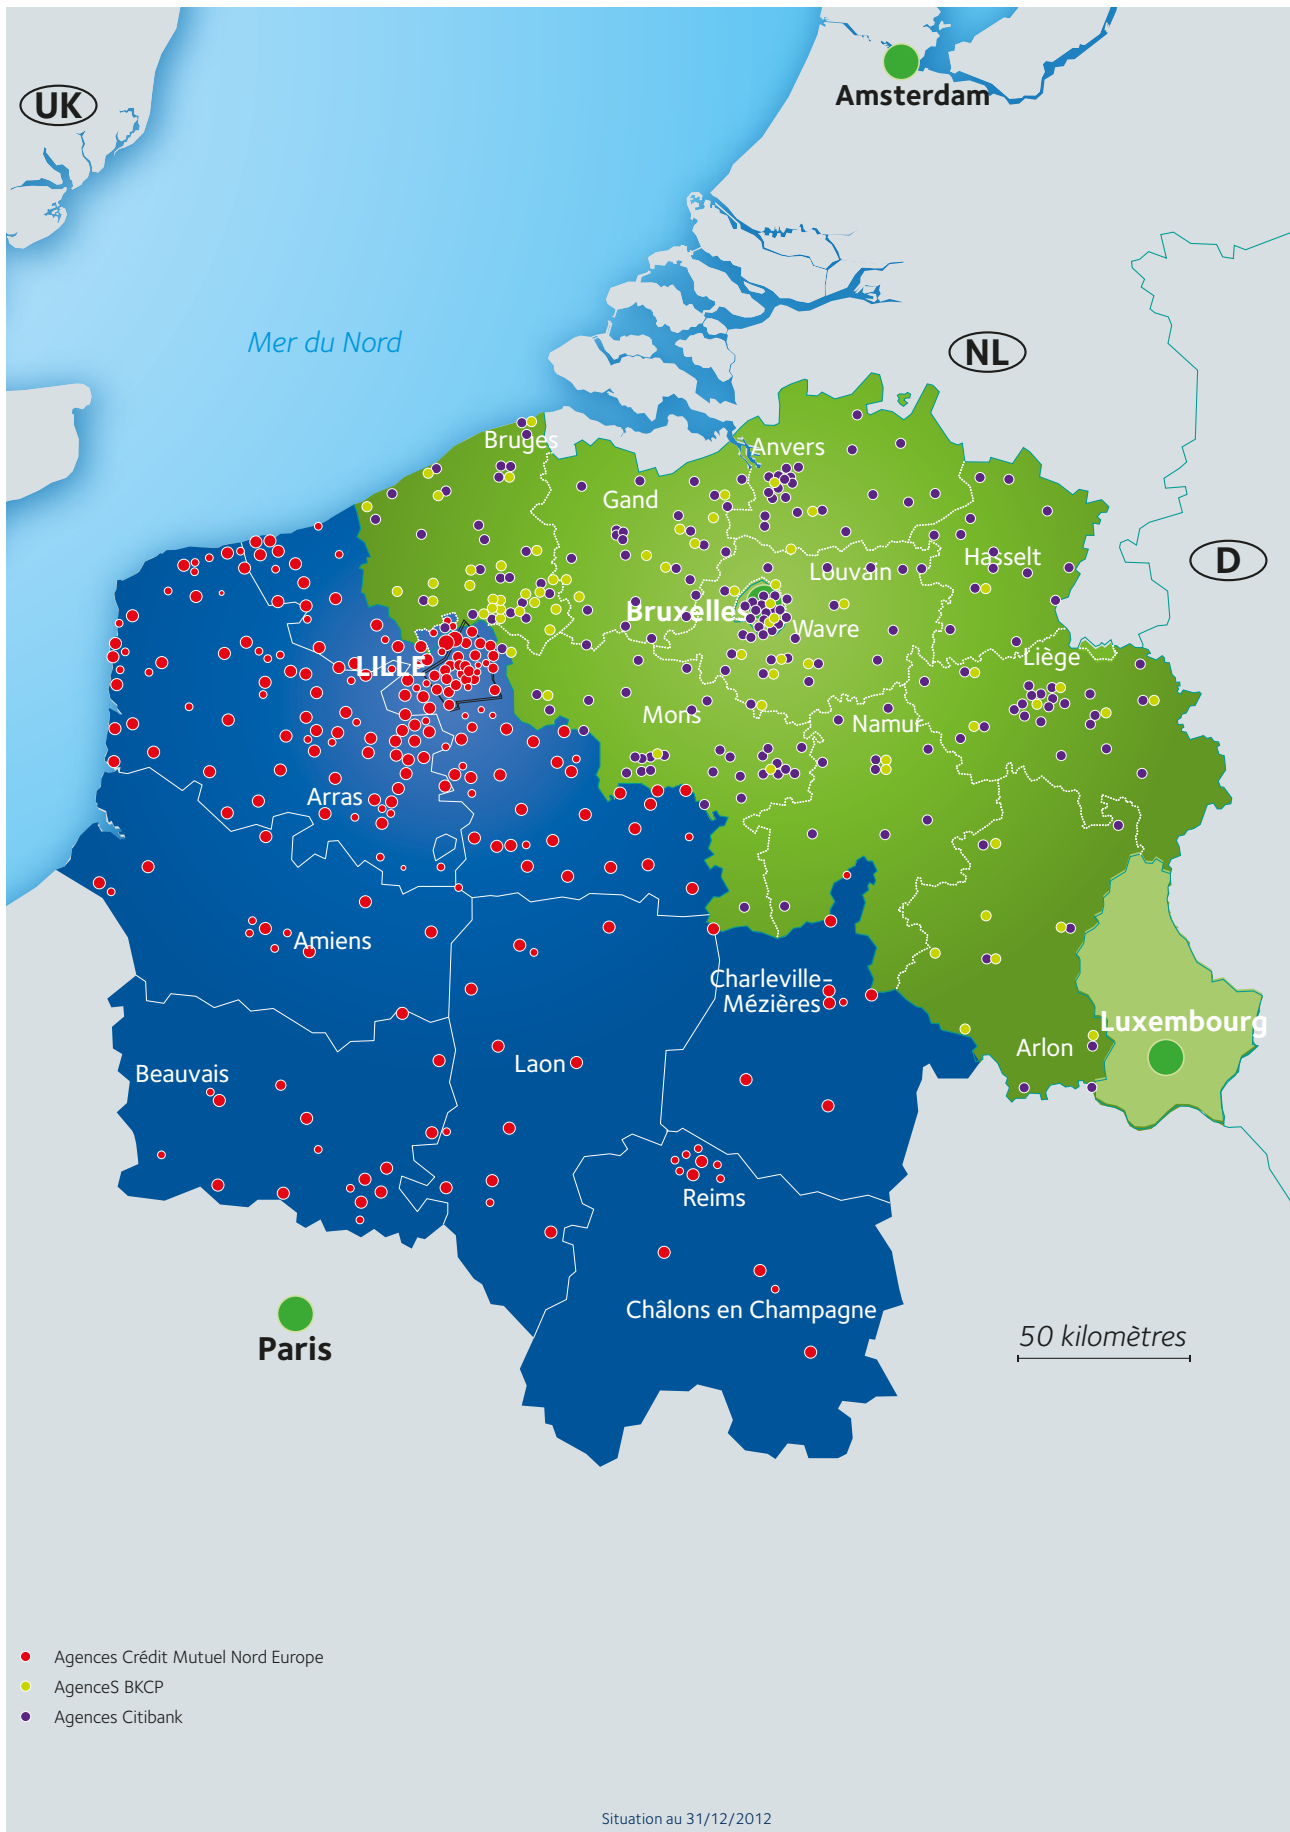 UK
Amsterdam
Mer du Nord
NL
Bruges
Anvers
Gand
D
Hasselt
Louvain
Bruxelles
Wavre
LILLE
Liège
Mons
Namur
Arras
Amiens
Charleville-
Mézières
Luxembourg
Arlon
Laon
Beauvais
Reims
Châlons en Champagne
Paris
50 kilomètres
Agences Crédit Mutuel Nord Europe
AgenceS BKCP
Agences Citibank
Situation au 31/12/2012